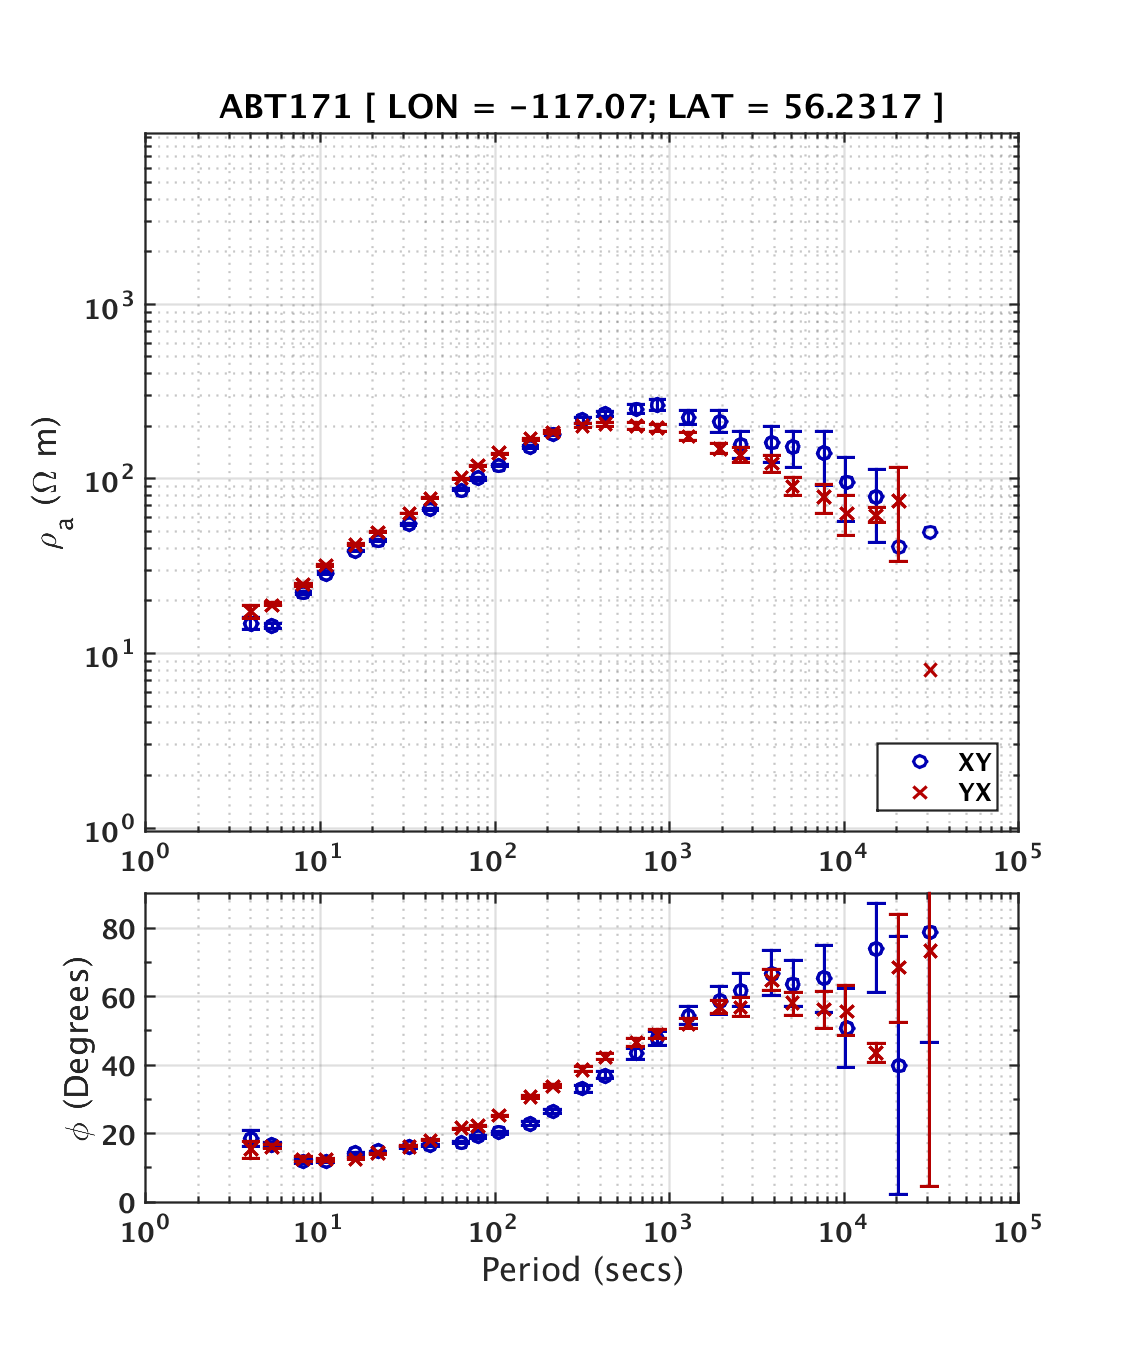 ABT171 [ LON = -117.07; LAT = 56.2317 ]
10³
10²
10¹
10⁰
ρₐ (Ω m)
XY
YX
10⁰ 10¹ 10² 10³ 10⁴ 10⁵
80
60
40
20
0
ϕ (Degrees)
10⁰ 10¹ 10² 10³ 10⁴ 10⁵
Period (secs)